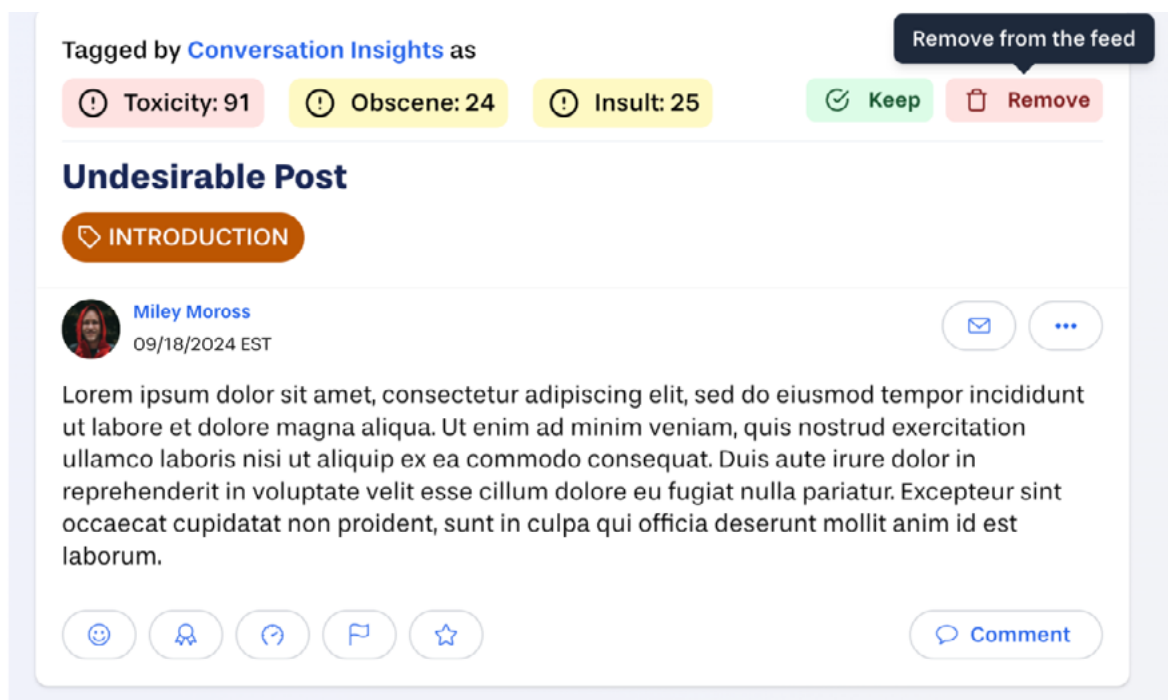 Remove from the feed
Tagged by Conversation Insights as
Toxicity: 91 Obscene: 24 Insult: 25 Keep Remove
Undesirable Post
INTRODUCTION
Miley Moross
09/18/2024 EST
Lorem ipsum dolor sit amet, consectetur adipiscing elit, sed do eiusmod tempor incididunt
ut labore et dolore magna aliqua. Ut enim ad minim veniam, quis nostrud exercitation
ullamco laboris nisi ut aliquip ex ea commodo consequat. Duis aute irure dolor in
reprehenderit in voluptate velit esse cillum dolore eu fugiat nulla pariatur. Excepteur sint
occaecat cupidatat non proident, sunt in culpa qui officia deserunt mollit anim id est
laborum.
Comment